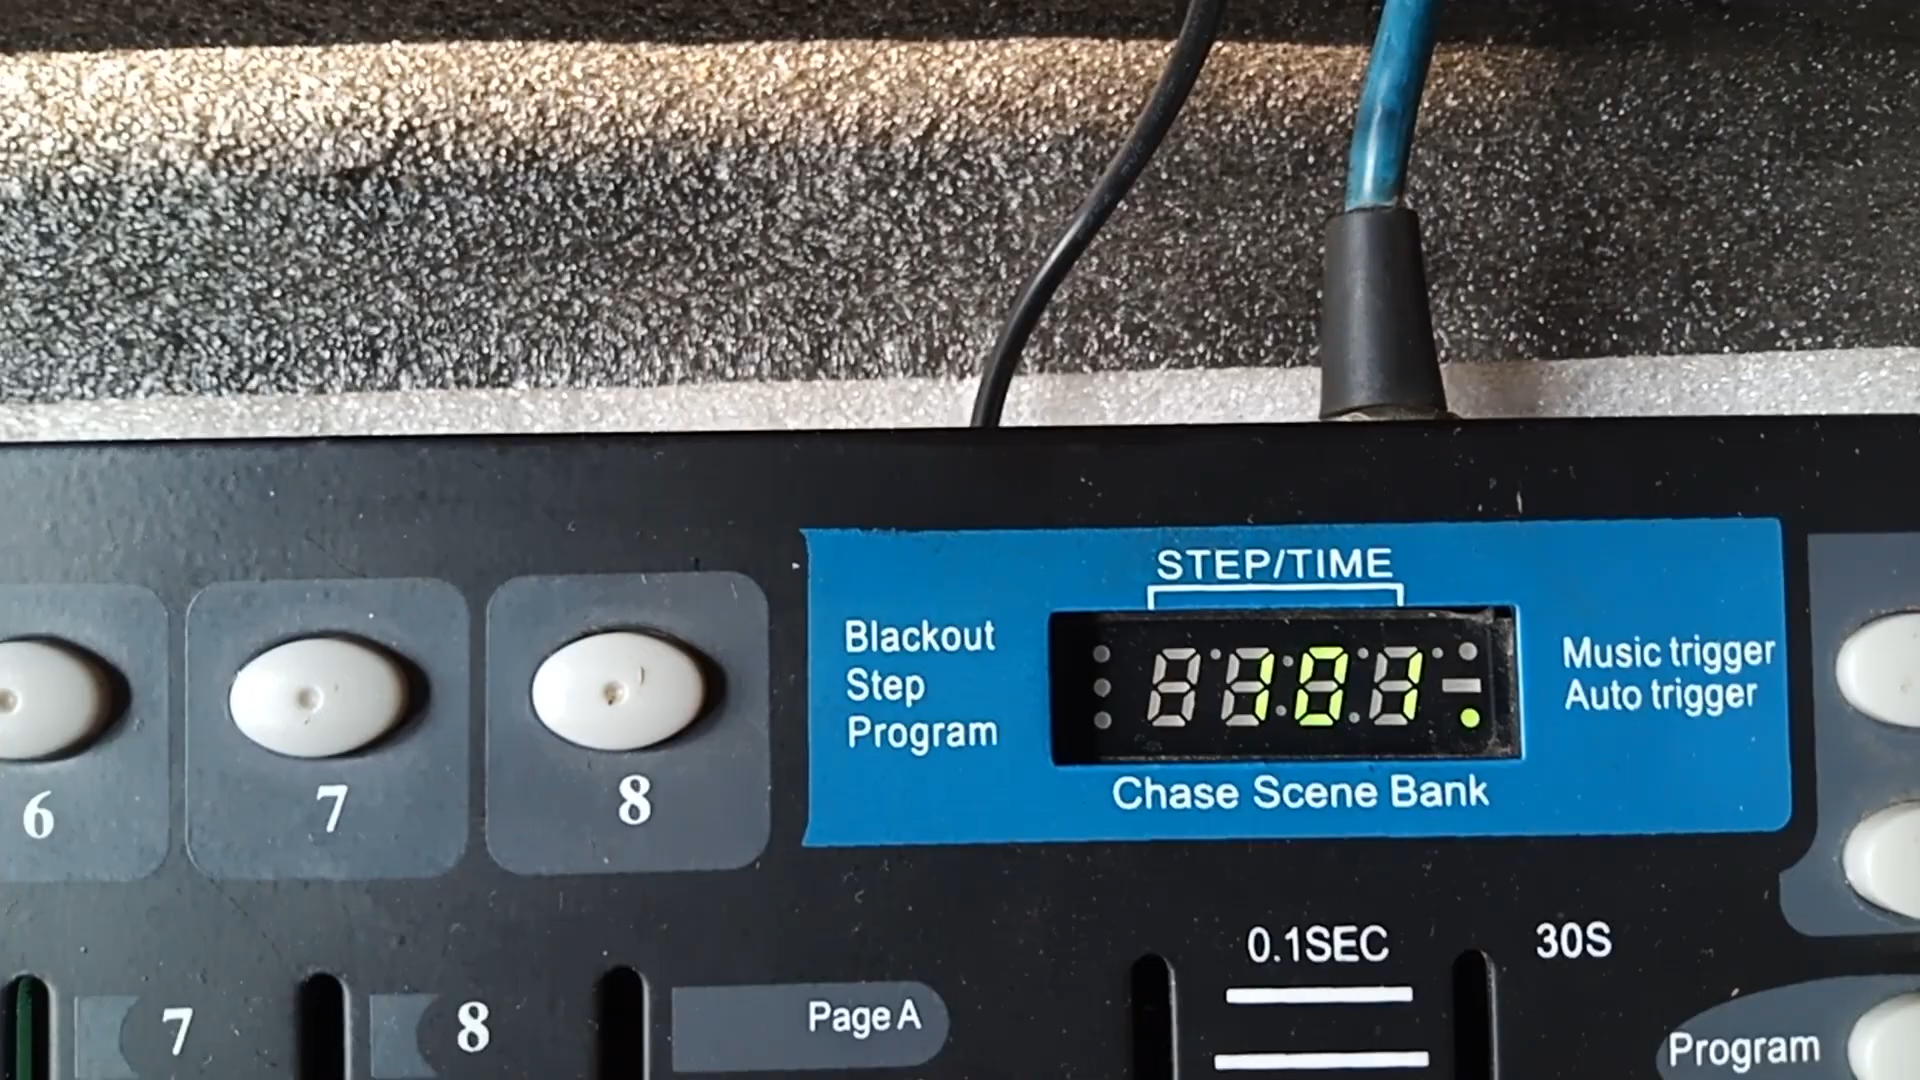 STEP/TIME
Blackout
Step
Program
101
Music trigger
Auto trigger
Chase Scene Bank
6
7
8
0.1SEC
30S
7
8
Page A
Program